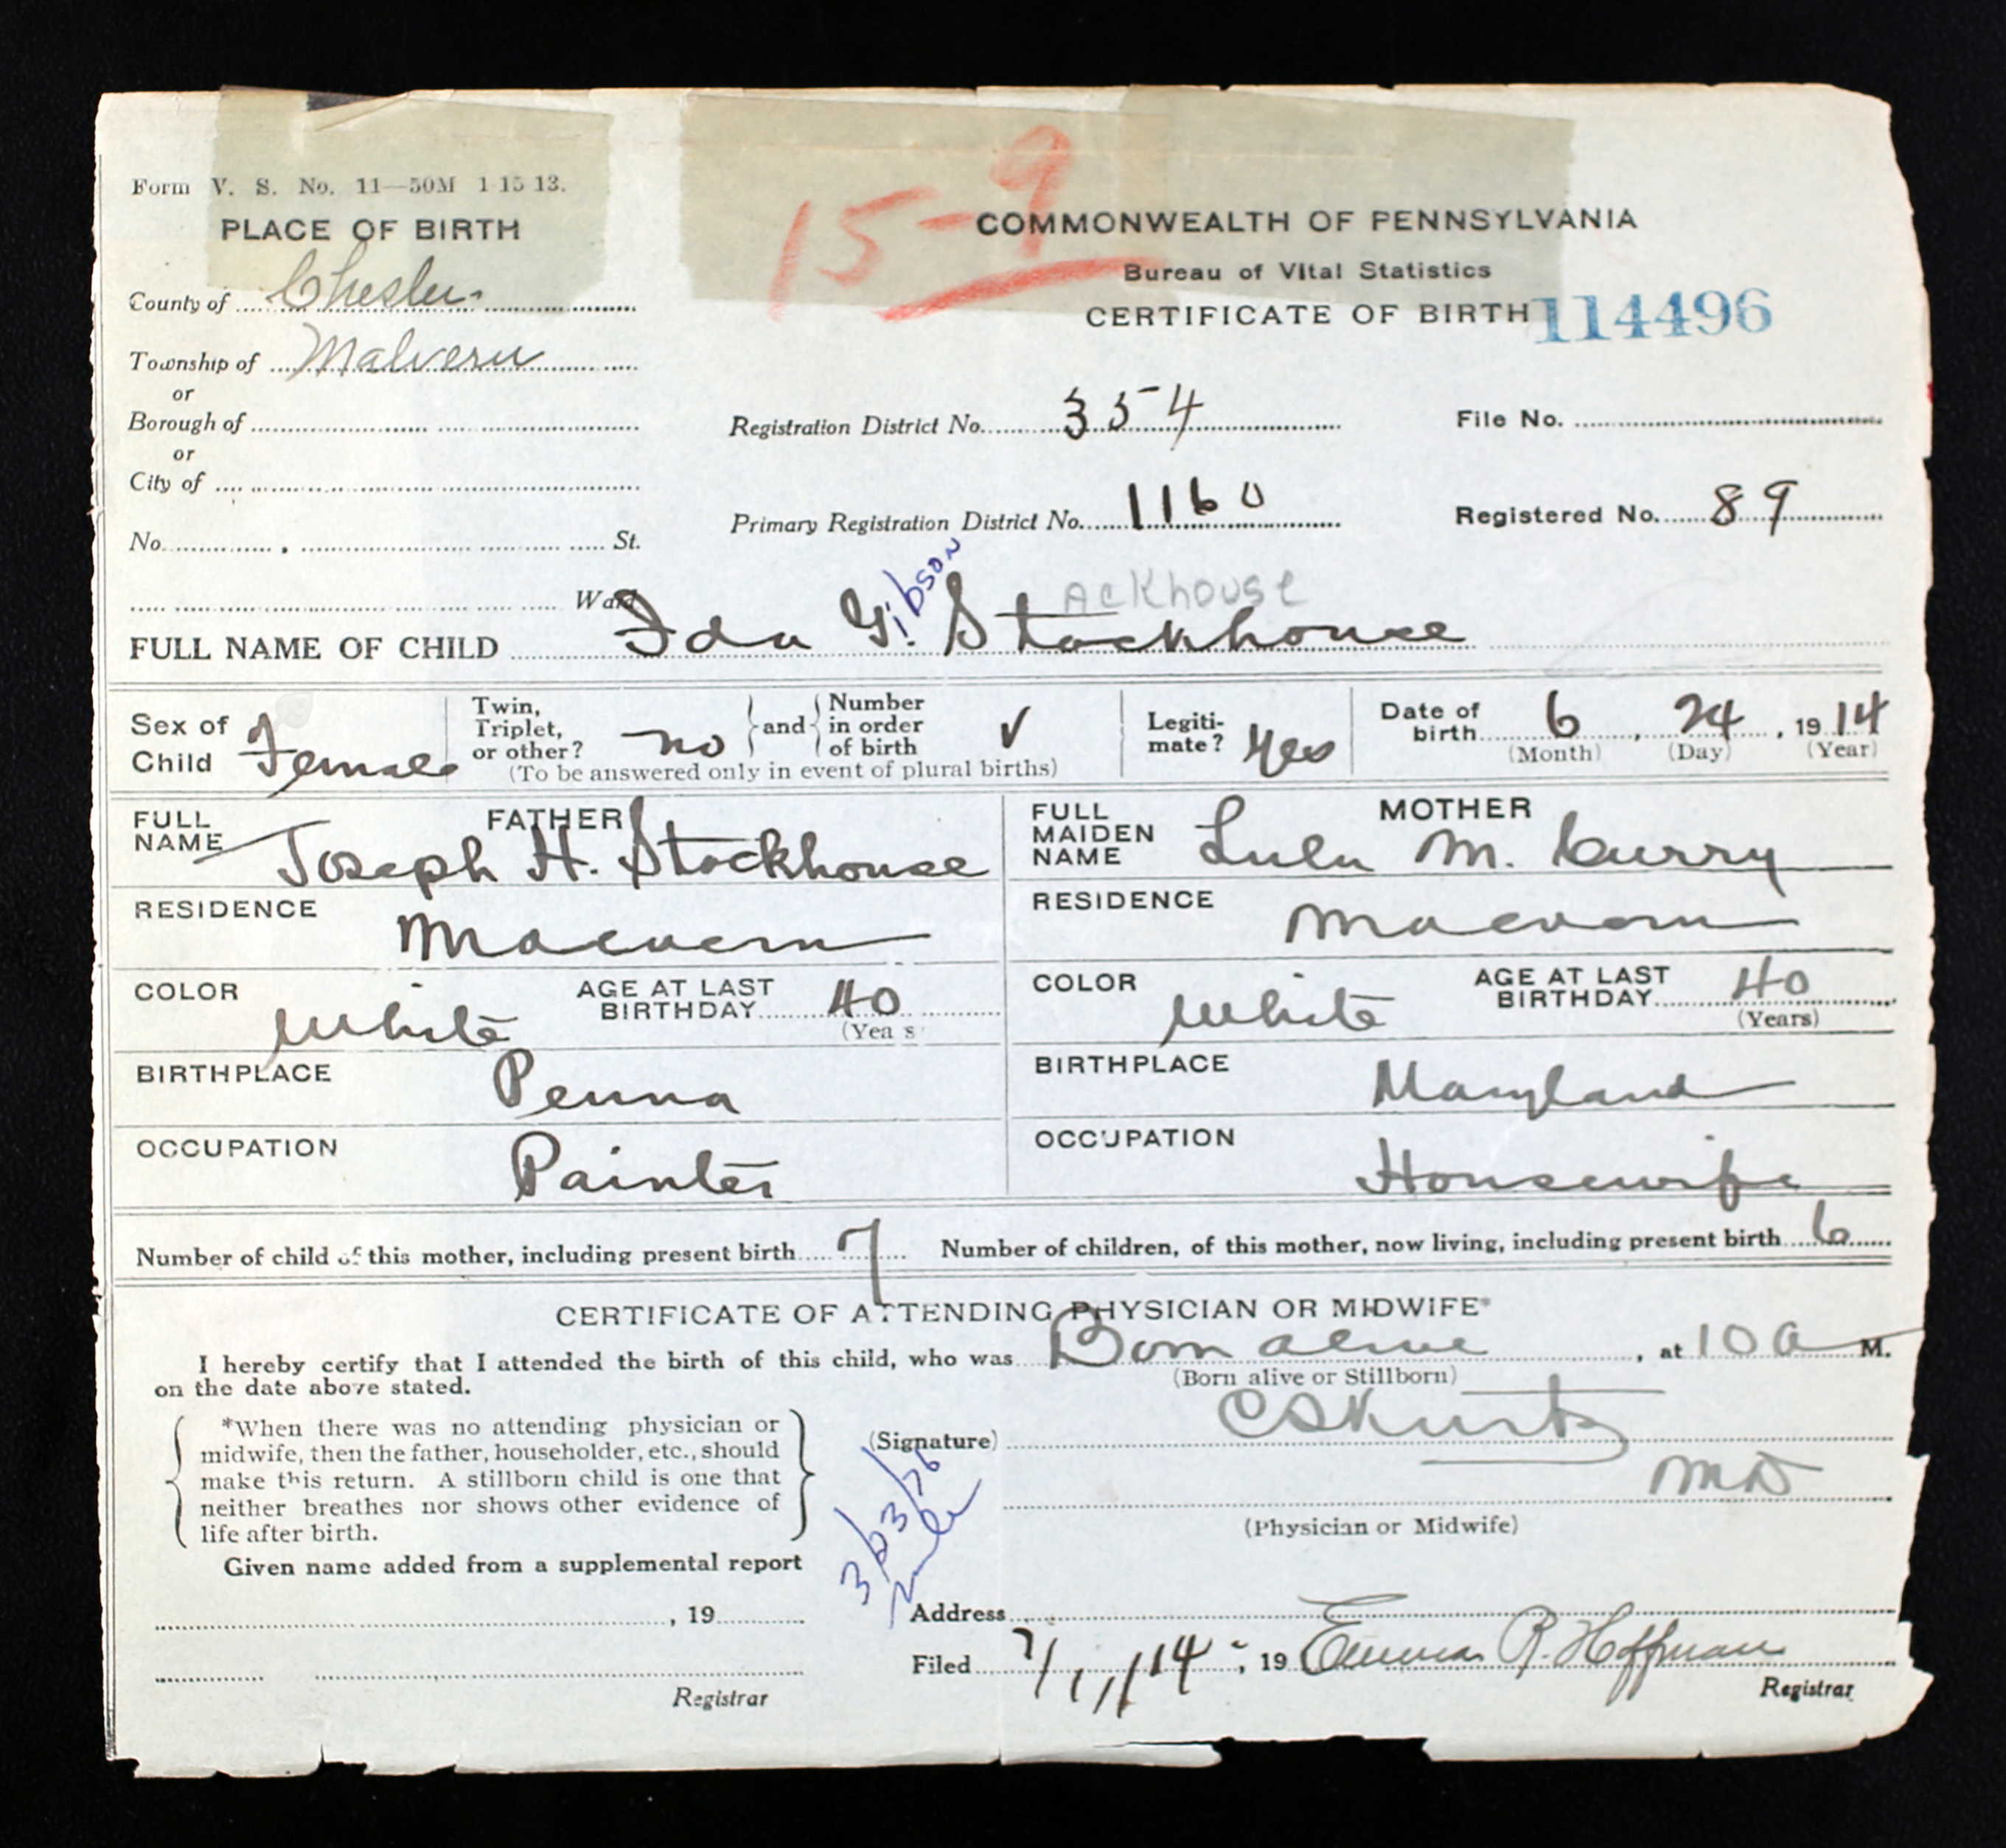 15-9
Form V. S. No. 11—50M 1 15 13.
PLACE OF BIRTH
COMMONWEALTH OF PENNSYLVANIA
Bureau of Vital Statistics
CERTIFICATE OF BIRTH 114496
County of Chester
Township of Malvern
or
Borough of
or
City of
Registration District No. 354
File No.
Primary Registration District No. 1160
Registered No. 89
No. , St.
Ward
Ackhouse
FULL NAME OF CHILD Ida Gibson Stackhouse
Sex of Child Female
Twin, Triplet, or other? no and Number in order of birth ✓
(To be answered only in event of plural births)
Legiti-mate? Yes
Date of birth 6, 24, 1914
(Month) (Day) (Year)
FATHER
FULL NAME Joseph H. Stackhouse
MOTHER
FULL MAIDEN NAME Lulu M. Curry
RESIDENCE Malvern
RESIDENCE Malvern
COLOR White AGE AT LAST BIRTHDAY 40
(Yea s
COLOR White AGE AT LAST BIRTHDAY 40
(Years)
BIRTHPLACE Penna
BIRTHPLACE Maryland
OCCUPATION Painter
OCCUPATION Housewife
Number of child of this mother, including present birth 7 Number of children, of this mother, now living, including present birth 6
CERTIFICATE OF ATTENDING PHYSICIAN OR MIDWIFE*
I hereby certify that I attended the birth of this child, who was Born alive, at 10 a M.
on the date above stated.
(Born alive or Stillborn)
*When there was no attending physician or
midwife, then the father, householder, etc., should
make this return. A stillborn child is one that
neither breathes nor shows other evidence of
life after birth.
(Signature) C S Kurtz
MD
(Physician or Midwife)
Given name added from a supplemental report
, 19
Registrar
Address
Filed 7/1/14, 19 Emma R. Hoffman
Registrar